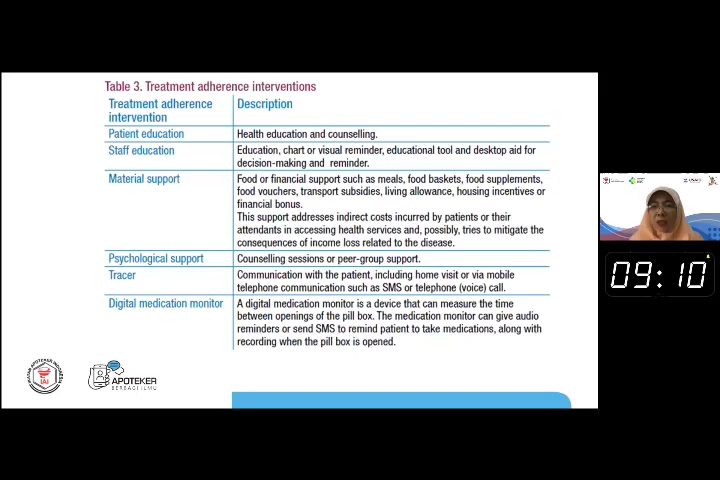 Table 3. Treatment adherence interventions
Treatment adherence intervention
Description
Patient education
Health education and counselling.
Staff education
Education, chart or visual reminder, educational tool and desktop aid for
decision-making and reminder.
Material support
Food or financial support such as meals, food baskets, food supplements,
food vouchers, transport subsidies, living allowance, housing incentives or
financial bonus.
This support addresses indirect costs incurred by patients or their
attendants in accessing health services and, possibly, tries to mitigate the
consequences of income loss related to the disease.
Psychological support
Counselling sessions or peer-group support.
Tracer
Communication with the patient, including home visit or via mobile
telephone communication such as SMS or telephone (voice) call.
Digital medication monitor
A digital medication monitor is a device that can measure the time
between openings of the pill box. The medication monitor can give audio
reminders or send SMS to remind patient to take medications, along with
recording when the pill box is opened.
IAI
APOTEKER
BERBAGI ILMU
09:10